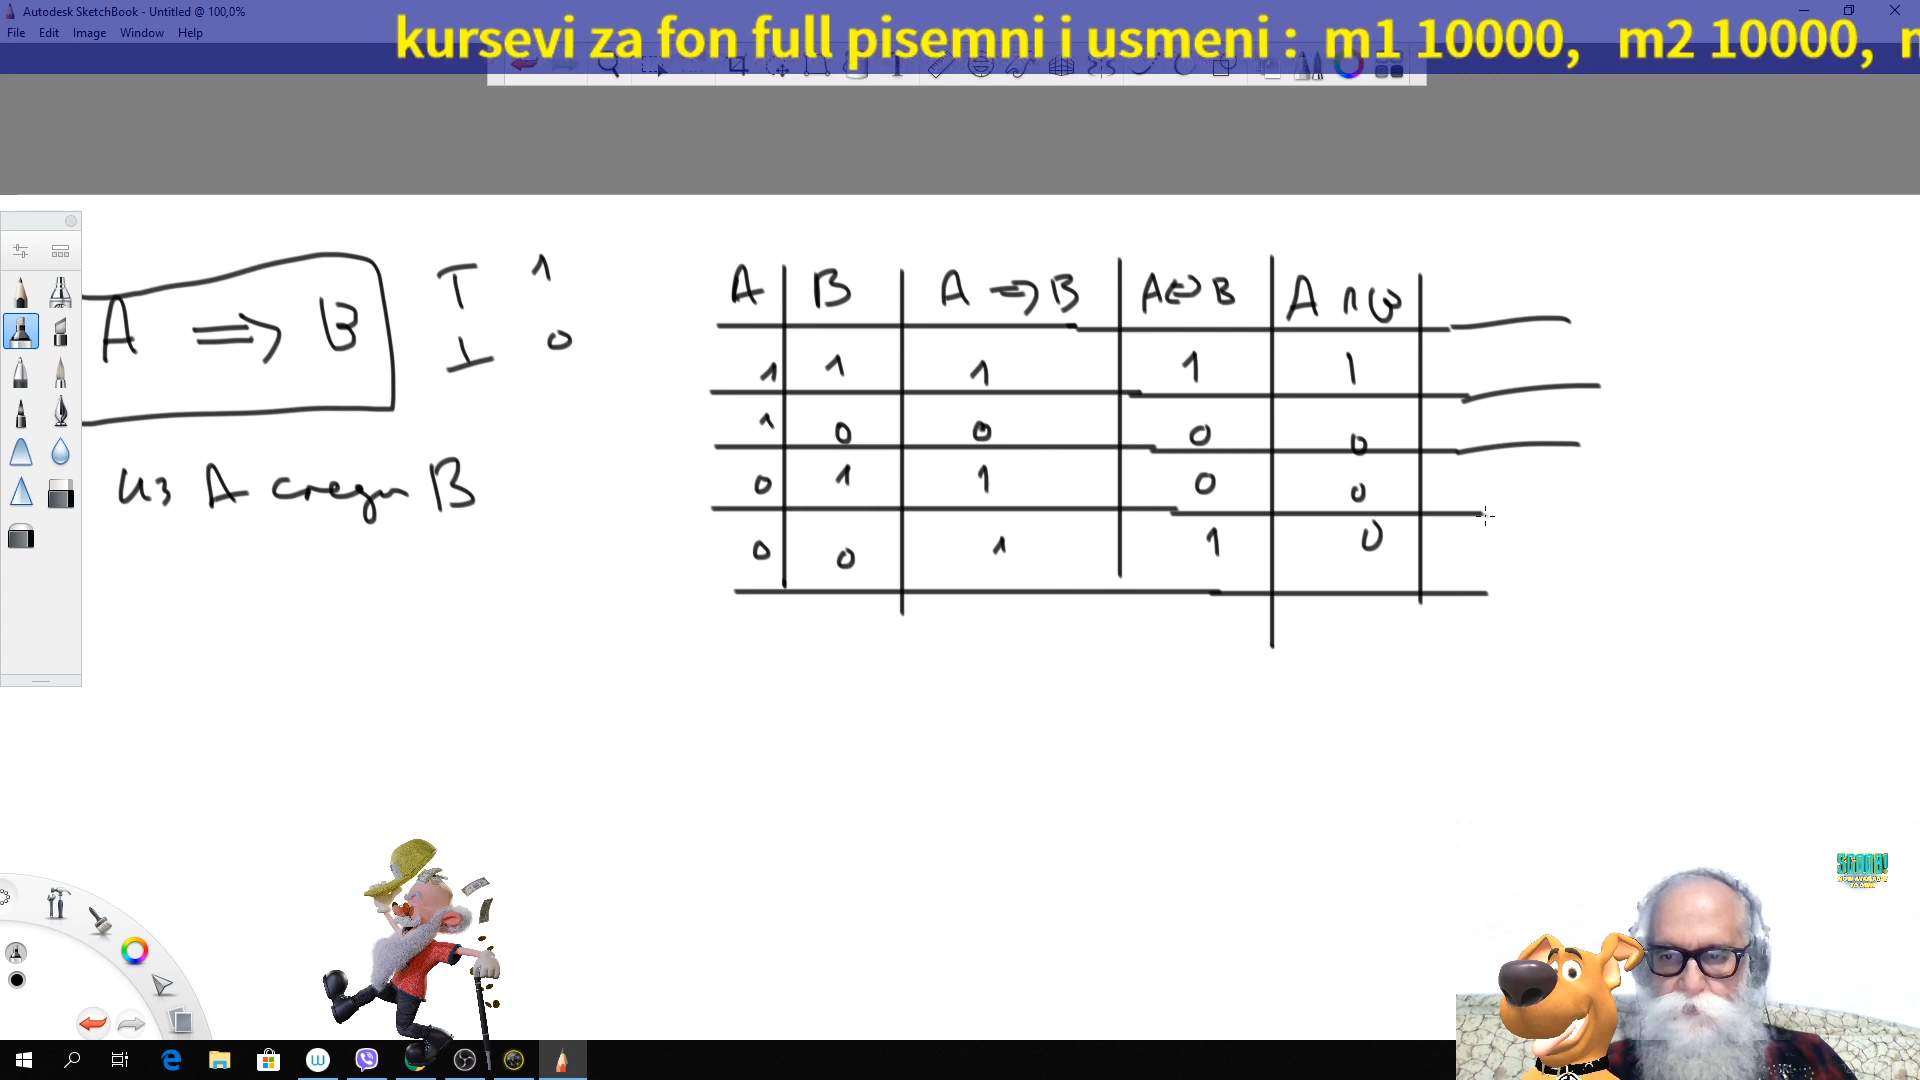 Autodesk SketchBook - Untitled @ 100,0%
File Edit Image Window Help
kursevi za fon full pisemni i usmeni : m1 10000, m2 10000,
A ⇒ B
T 1
⊥ 0
из A следи B
A B A ⇒ B A ⇔ B A ∧ B
1 1 1 1 1
1 0 0 0 0
0 1 1 0 0
0 0 1 1 0
SCOOB!